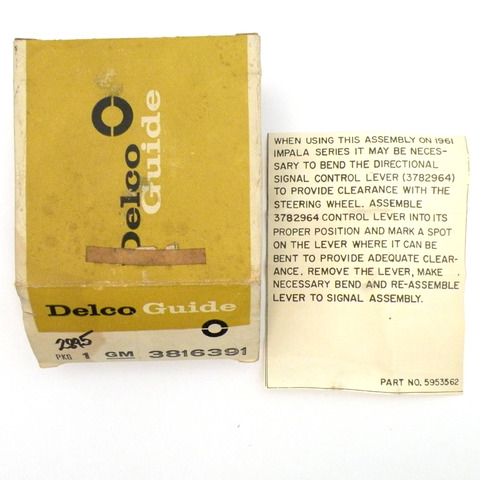 Delco
Guide
Delco Guide
2995
PKG 1 GM 3816391
WHEN USING THIS ASSEMBLY ON 1961
IMPALA SERIES IT MAY BE NECES-
SARY TO BEND THE DIRECTIONAL
SIGNAL CONTROL LEVER (3782964)
TO PROVIDE CLEARANCE WITH THE
STEERING WHEEL. ASSEMBLE
3782964 CONTROL LEVER INTO ITS
PROPER POSITION AND MARK A SPOT
ON THE LEVER WHERE IT CAN BE
BENT TO PROVIDE ADEQUATE CLEAR-
ANCE. REMOVE THE LEVER, MAKE
NECESSARY BEND AND RE-ASSEMBLE
LEVER TO SIGNAL ASSEMBLY.
PART NO. 5953562